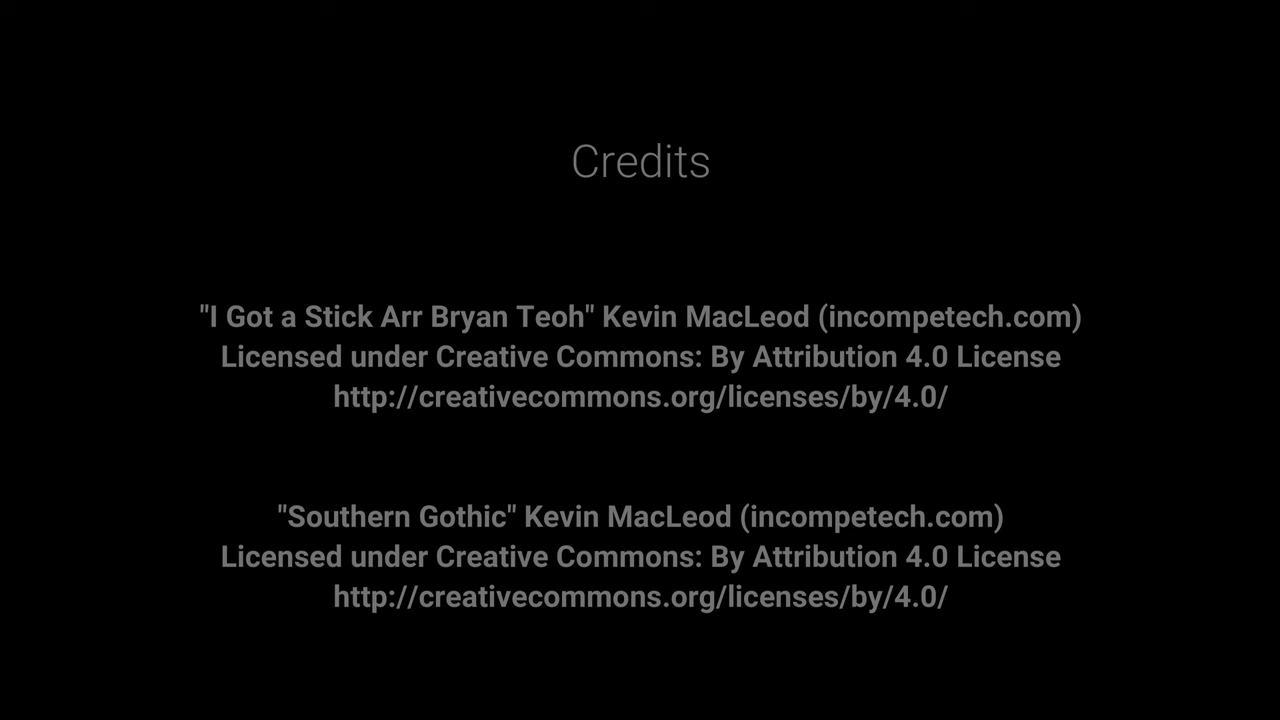 Credits
"I Got a Stick Arr Bryan Teoh" Kevin MacLeod (incompetech.com)
Licensed under Creative Commons: By Attribution 4.0 License
http://creativecommons.org/licenses/by/4.0/
"Southern Gothic" Kevin MacLeod (incompetech.com)
Licensed under Creative Commons: By Attribution 4.0 License
http://creativecommons.org/licenses/by/4.0/